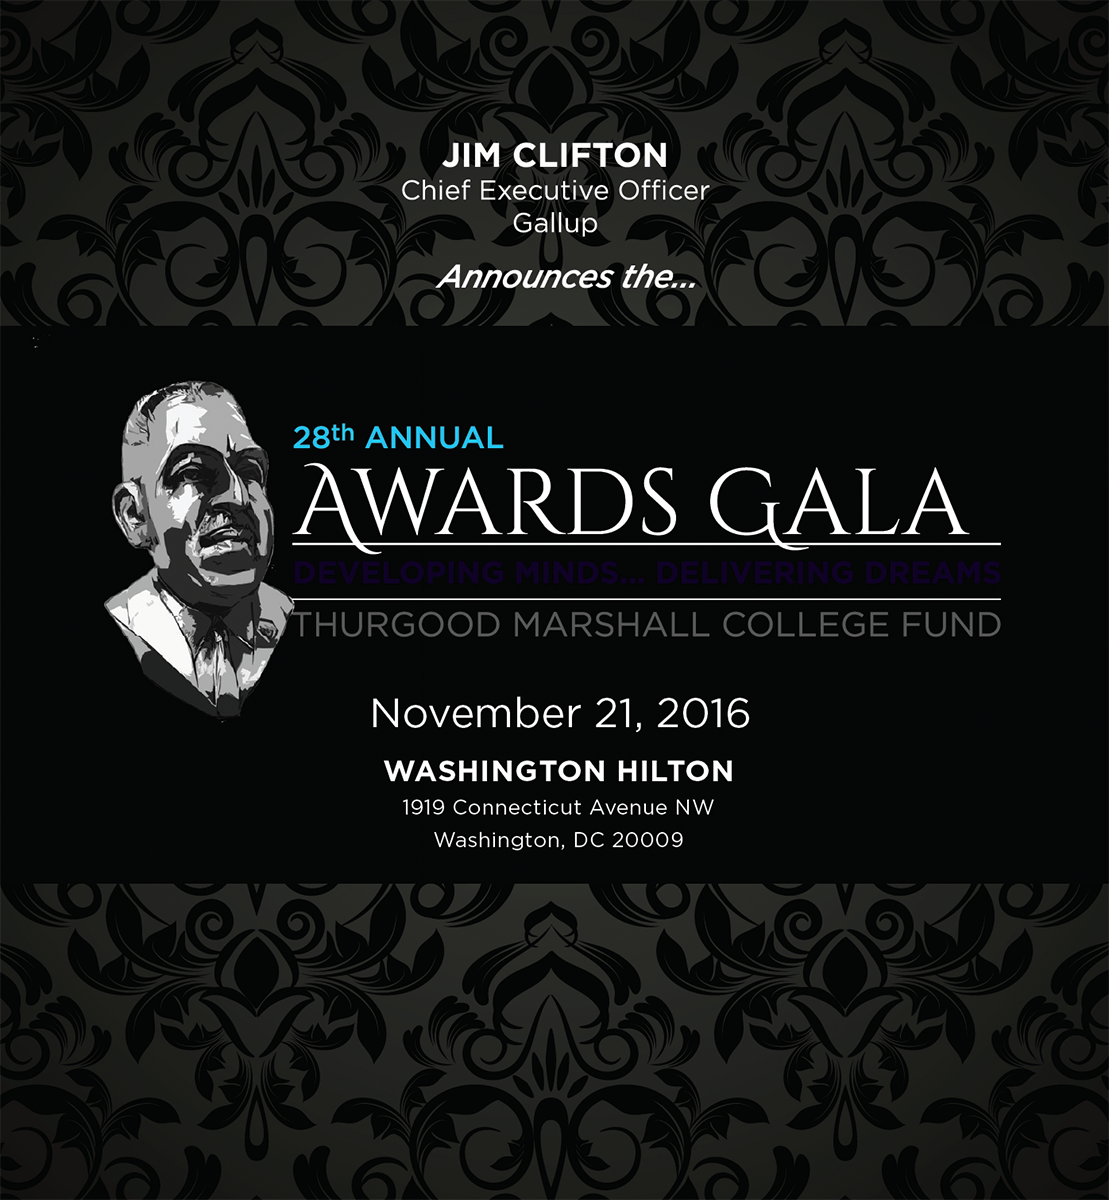 JIM CLIFTON
Chief Executive Officer
Gallup
Announces the...
28th ANNUAL
AWARDS GALA
DEVELOPING MINDS... DELIVERING DREAMS
THURGOOD MARSHALL COLLEGE FUND
November 21, 2016
WASHINGTON HILTON
1919 Connecticut Avenue NW
Washington, DC 20009